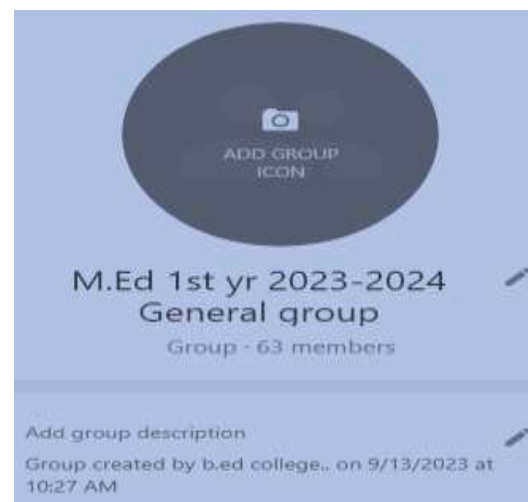 ADD GROUP
ICON
M.Ed 1st yr 2023-2024
General group
Group · 63 members
Add group description
Group created by b.ed college.. on 9/13/2023 at
10:27 AM